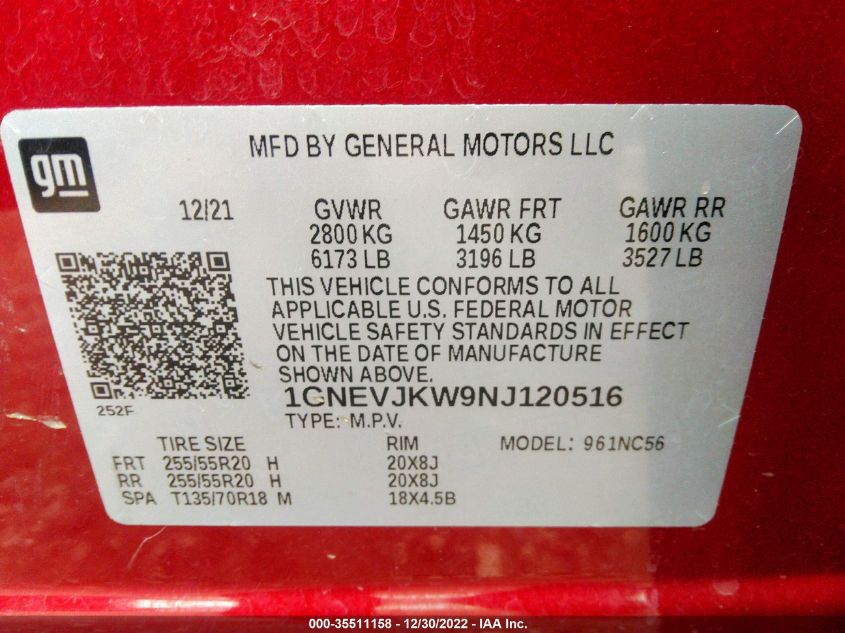 gm
MFD BY GENERAL MOTORS LLC
12/21 GVWR GAWR FRT GAWR RR
2800 KG 1450 KG 1600 KG
6173 LB 3196 LB 3527 LB
THIS VEHICLE CONFORMS TO ALL
APPLICABLE U.S. FEDERAL MOTOR
VEHICLE SAFETY STANDARDS IN EFFECT
ON THE DATE OF MANUFACTURE
SHOWN ABOVE.
1GNEVJKW9NJ120516
252F
TYPE: M.P.V.
TIRE SIZE RIM MODEL: 961NC56
FRT 255/55R20 H 20X8J
RR 255/55R20 H 20X8J
SPA T135/70R18 M 18X4.5B
000-35511158 - 12/30/2022 - IAA Inc.